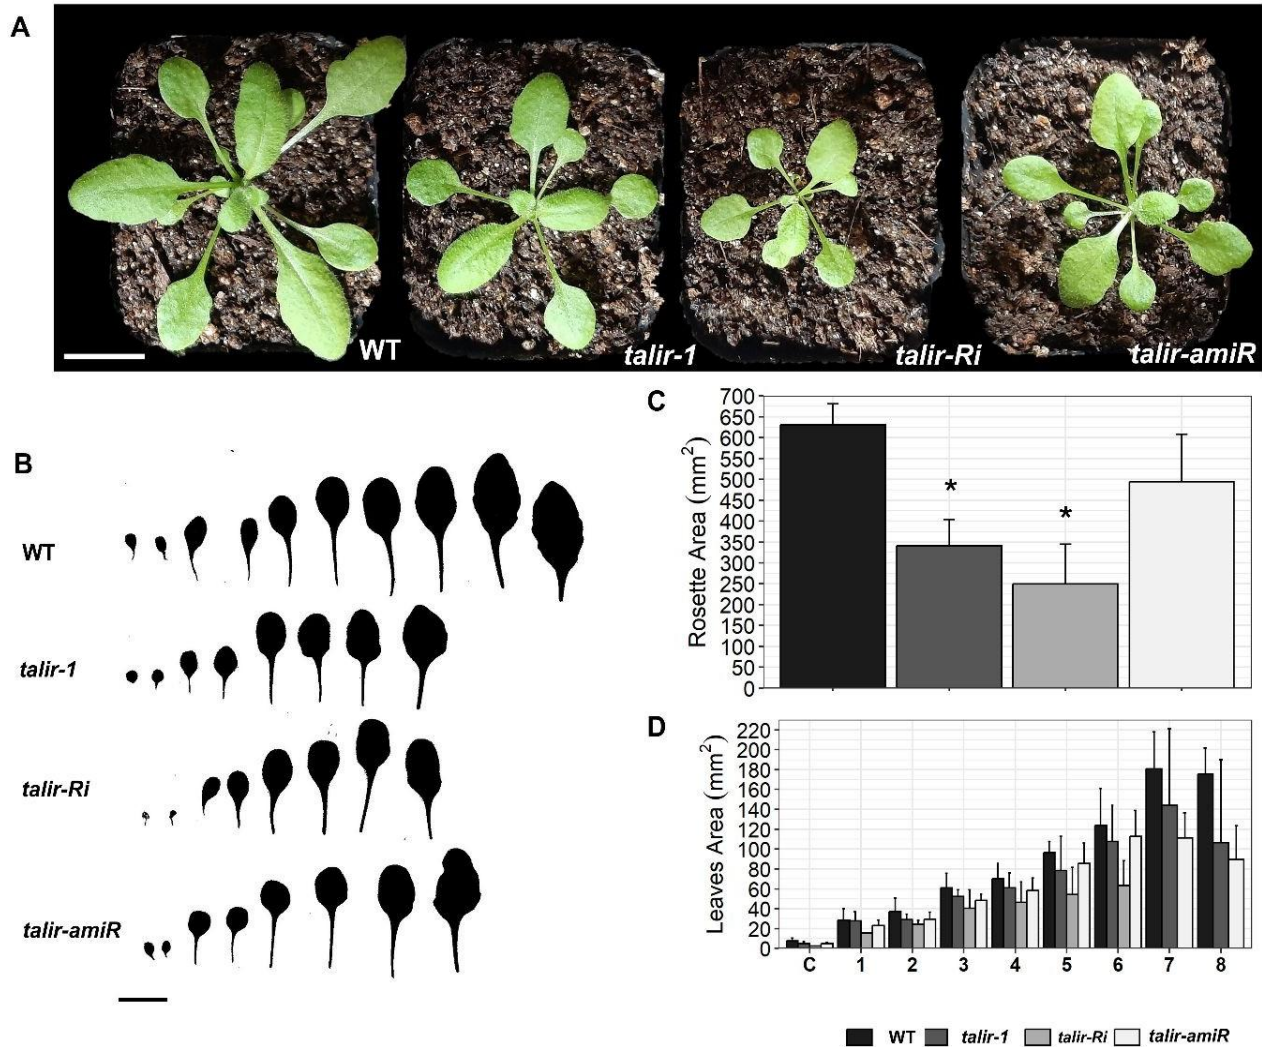 A
WT
talir-1
talir-Ri
talir-amiR
B
WT
talir-1
talir-Ri
talir-amiR
C
Rosette Area (mm²)
700
650
600
550
500
450
400
350
300
250
200
150
100
50
0
*
*
D
Leaves Area (mm²)
220
200
180
160
140
120
100
80
60
40
20
0
C 1 2 3 4 5 6 7 8
WT talir-1 talir-Ri talir-amiR